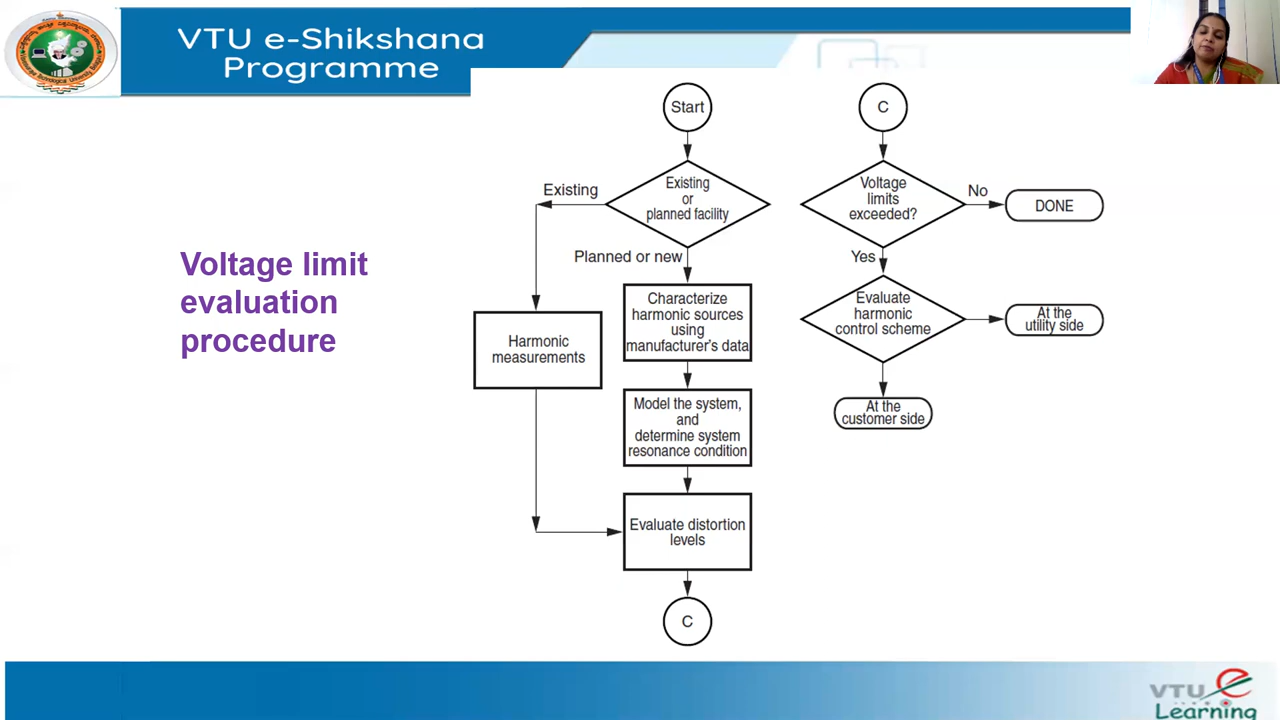 VTU e-Shikshana
Programme
Voltage limit
evaluation
procedure
Start
Existing
or
planned facility
Existing
Planned or new
Harmonic
measurements
Characterize
harmonic sources
using
manufacturer's data
Model the system,
and
determine system
resonance condition
Evaluate distortion
levels
C
C
Voltage
limits
exceeded?
No
DONE
Yes
Evaluate
harmonic
control scheme
At the
utility side
At the
customer side
VTU e
Learning